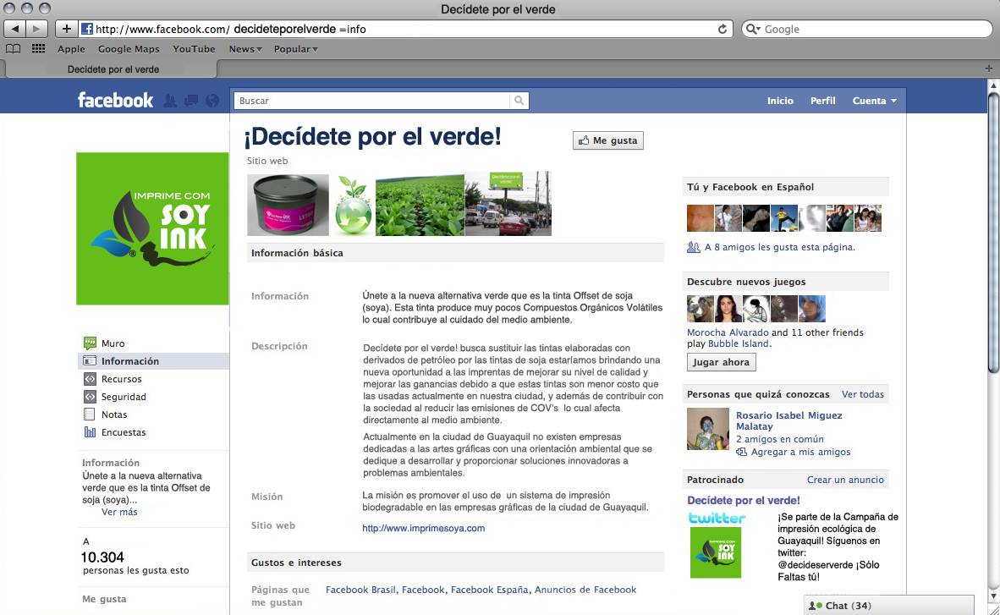 Decídete por el verde
http://www.facebook.com/ decideteporelverde =info
Google
Apple Google Maps YouTube News Popular
Decídete por el verde
facebook
Buscar
Inicio Perfil Cuenta
¡Decídete por el verde!
Me gusta
Sitio web
Decídete por el
verde!
IMPRIME COM
SOY
INK
®
Muro
Información
Recursos
Seguridad
Notas
Encuestas
Información
Únete a la nueva alternativa
verde que es la tinta Offset de
soja (soya)...
Ver más
A
10.304
personas les gusta esto
Me gusta
Información básica
Información
Únete a la nueva alternativa verde que es la tinta Offset de soja
(soya). Esta tinta produce muy pocos Compuestos Orgánicos Volátiles
lo cual contribuye al cuidado del medio ambiente.
Descripción
Decídete por el verde! busca sustituir las tintas elaboradas con
derivados de petróleo por las tintas de soja estaríamos brindando una
nueva oportunidad a las imprentas de mejorar su nivel de calidad y
mejorar las ganancias debido a que estas tintas son menor costo que
las usadas actualmente en nuestra ciudad, y además de contribuir con
la sociedad al reducir las emisiones de COV's lo cual afecta
directamente al medio ambiente.
Actualmente en la ciudad de Guayaquil no existen empresas
dedicadas a las artes gráficas con una orientación ambiental que se
dedique a desarrollar y proporcionar soluciones innovadoras a
problemas ambientales.
Misión
La misión es promover el uso de un sistema de impresión
biodegradable en las empresas gráficas de la ciudad de Guayaquil.
Sitio web
http://www.imprimesoya.com
Gustos e intereses
Páginas que
me gustan
Facebook Brasil, Facebook, Facebook España, Anuncios de Facebook
Tú y Facebook en Español
A 8 amigos les gusta esta página.
Descubre nuevos juegos
Morocha Alvarado and 11 other friends
play Bubble Island.
Jugar ahora
Personas que quizá conozcas Ver todas
Rosario Isabel Miguez
Malatay
2 amigos en común
Agregar a mis amigos
Patrocinado Crear un anuncio
Decídete por el verde!
twitter
IMPRIME COM
SOY
INK
¡Se parte de la Campaña de
impresión ecológica de
Guayaquil! Síguenos en
twitter:
@decideserverde ¡Sólo
Faltas tú!
Chat (34)